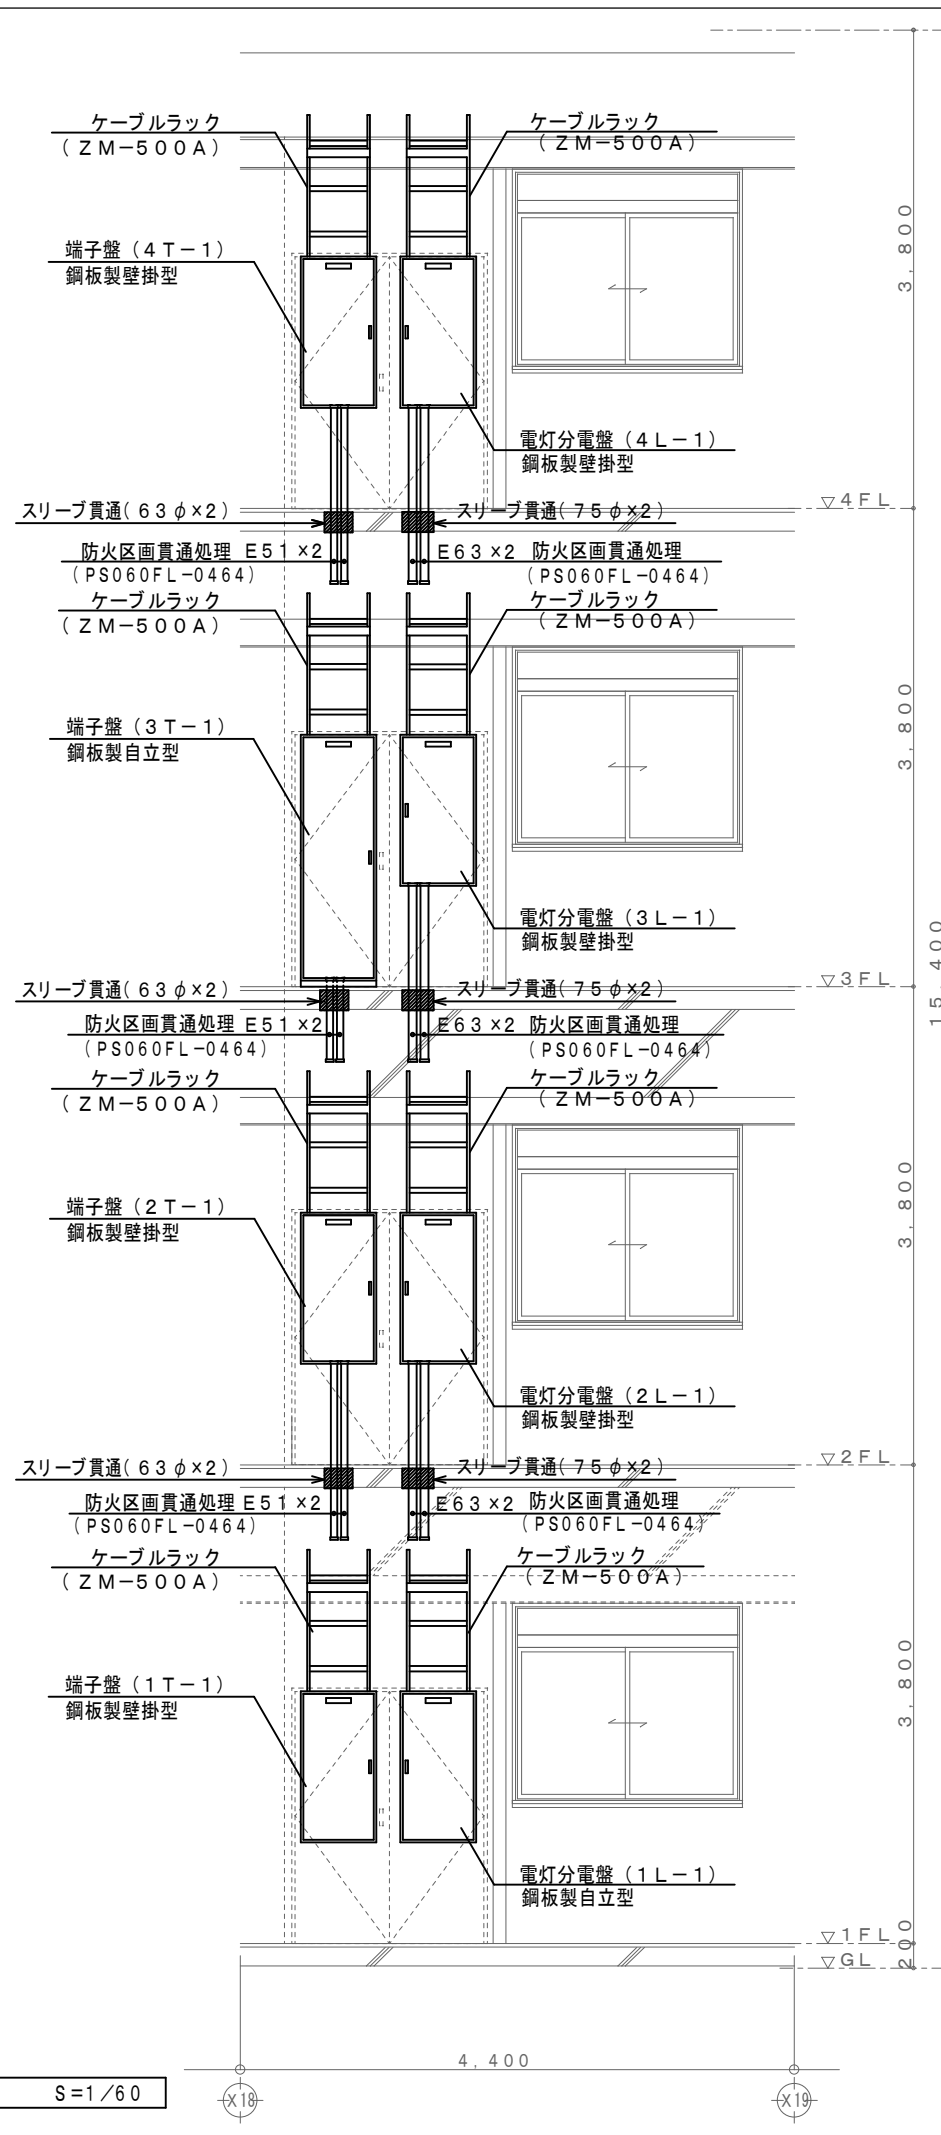 ケーブルラック
(ZM-500A)
ケーブルラック
(ZM-500A)
3,800
端子盤(4T-1)
鋼板製壁掛型
電灯分電盤(4L-1)
鋼板製壁掛型
▽4FL
スリーブ貫通(63φ×2)
スリーブ貫通(75φ×2)
防火区画貫通処理 E51×2
(PS060FL-0464)
E63×2 防火区画貫通処理
(PS060FL-0464)
ケーブルラック
(ZM-500A)
ケーブルラック
(ZM-500A)
3,800
端子盤(3T-1)
鋼板製自立型
電灯分電盤(3L-1)
鋼板製壁掛型
15,400
▽3FL
スリーブ貫通(63φ×2)
スリーブ貫通(75φ×2)
防火区画貫通処理 E51×2
(PS060FL-0464)
E63×2 防火区画貫通処理
(PS060FL-0464)
ケーブルラック
(ZM-500A)
ケーブルラック
(ZM-500A)
3,800
端子盤(2T-1)
鋼板製壁掛型
電灯分電盤(2L-1)
鋼板製壁掛型
▽2FL
スリーブ貫通(63φ×2)
スリーブ貫通(75φ×2)
防火区画貫通処理 E51×2
(PS060FL-0464)
E63×2 防火区画貫通処理
(PS060FL-0464)
ケーブルラック
(ZM-500A)
ケーブルラック
(ZM-500A)
3,800
端子盤(1T-1)
鋼板製壁掛型
電灯分電盤(1L-1)
鋼板製自立型
▽1FL
200
▽GL
4,400
S=1/60
X18
X19